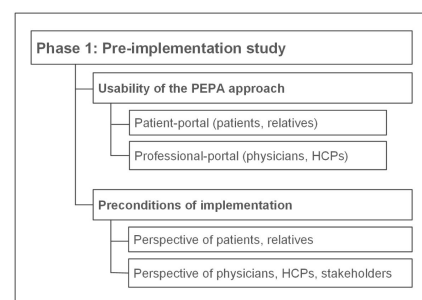 Phase 1: Pre-implementation study
Usability of the PEPA approach
Patient-portal (patients, relatives)
Professional-portal (physicians, HCPs)
Preconditions of implementation
Perspective of patients, relatives
Perspective of physicians, HCPs, stakeholders